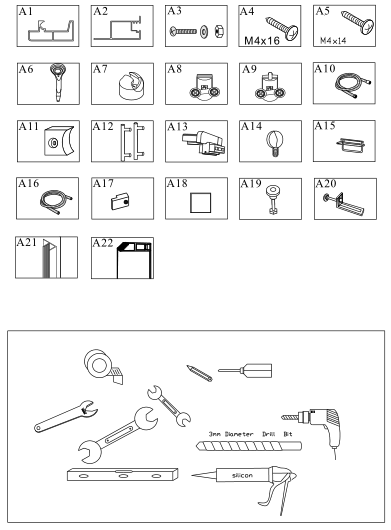 A1 A2 A3 A4 A5
M4x16 M4x14
A6 A7 A8 A9 A10
A11 A12 A13 A14 A15
A16 A17 A18 A19 A20
A21 A22
3mm Diameter Drill Bit
silicon